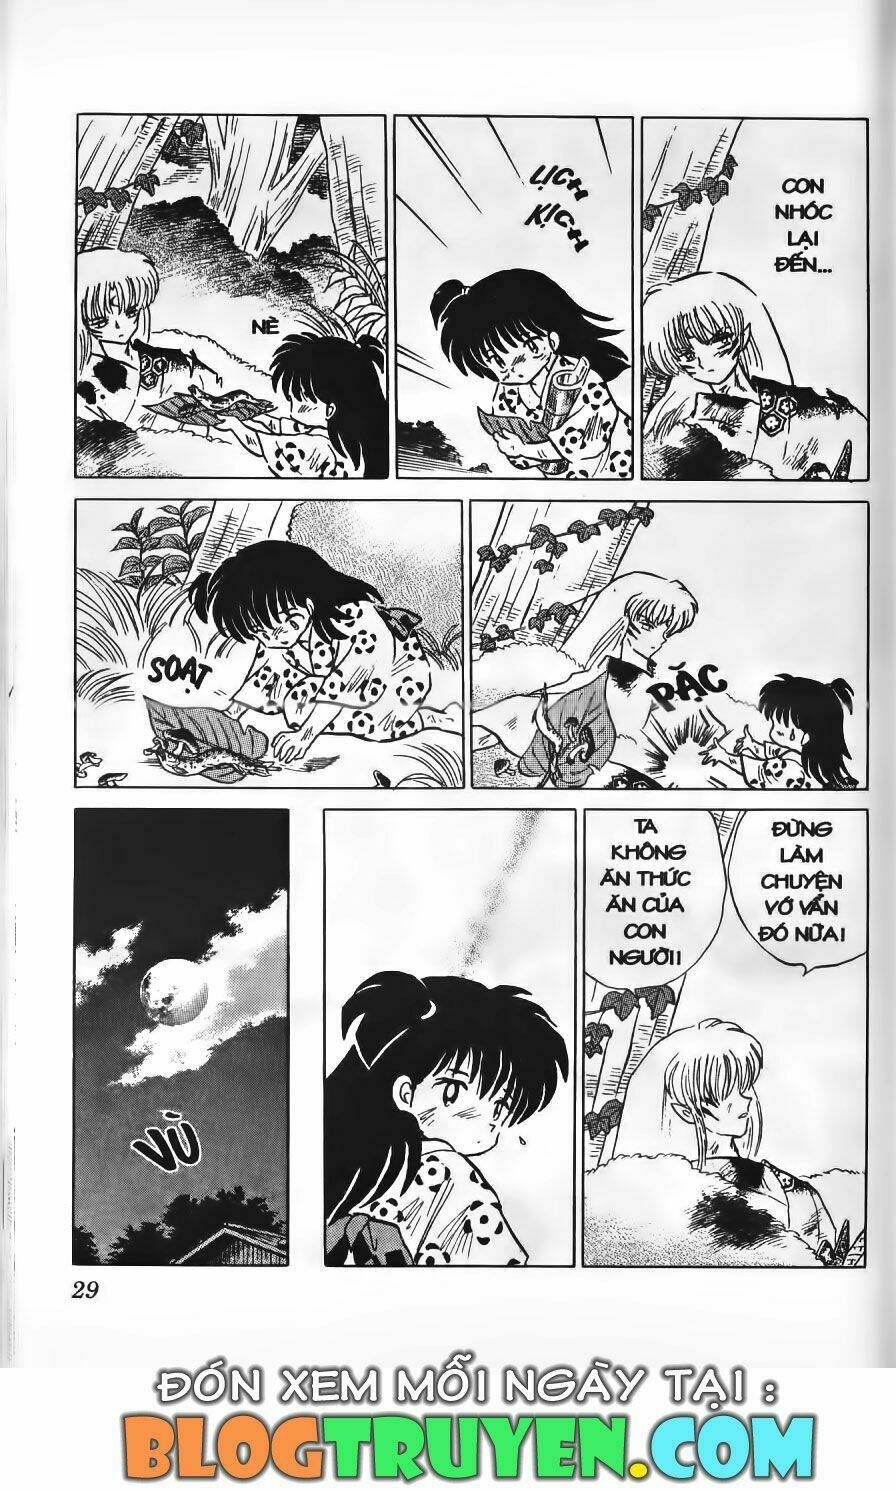 CON
NHÓC
LẠI
ĐẾN...
LỊCH
KỊCH
NÈ
PẶC
SOẠT
ĐỪNG
LÀM
CHUYỆN
VỚ VẨN
ĐÓ NỮA!
TA
KHÔNG
ĂN THỨC
ĂN CỦA
CON
NGƯỜI!
VÙ
29
ĐÓN XEM MỖI NGÀY TẠI :
BLOGTRUYEN.COM